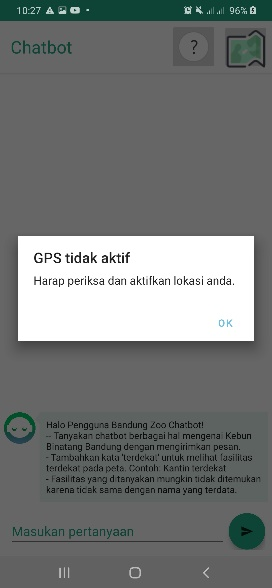 10:27
96%
Chatbot
?
GPS tidak aktif
Harap periksa dan aktifkan lokasi anda.
OK
Halo Pengguna Bandung Zoo Chatbot!
-- Tanyakan chatbot berbagai hal mengenai Kebun
Binatang Bandung dengan mengirimkan pesan.
- Tambahkan kata 'terdekat' untuk melihat fasilitas
terdekat pada peta. Contoh: Kantin terdekat
- Fasilitas yang ditanyakan mungkin tidak ditemukan
karena tidak sama dengan nama yang terdata.
Masukan pertanyaan